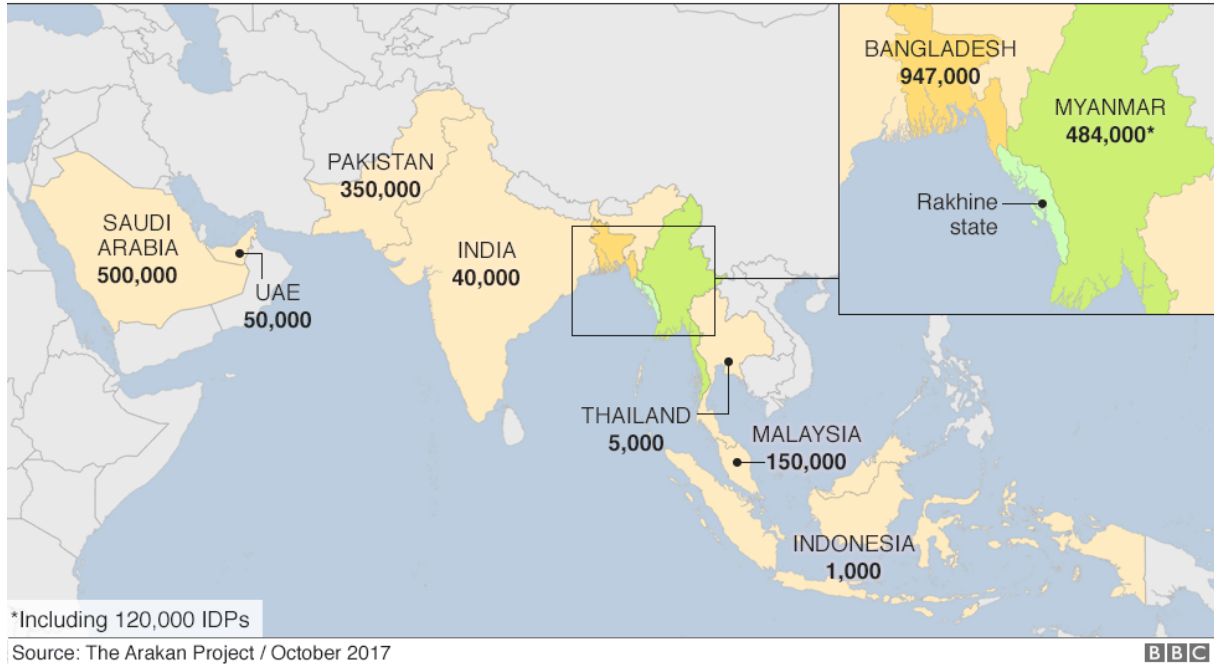 BANGLADESH
947,000
MYANMAR
484,000*
Rakhine
state
PAKISTAN
350,000
SAUDI
ARABIA
500,000
INDIA
40,000
UAE
50,000
THAILAND
5,000
MALAYSIA
150,000
INDONESIA
1,000
*Including 120,000 IDPs
Source: The Arakan Project / October 2017
BBC